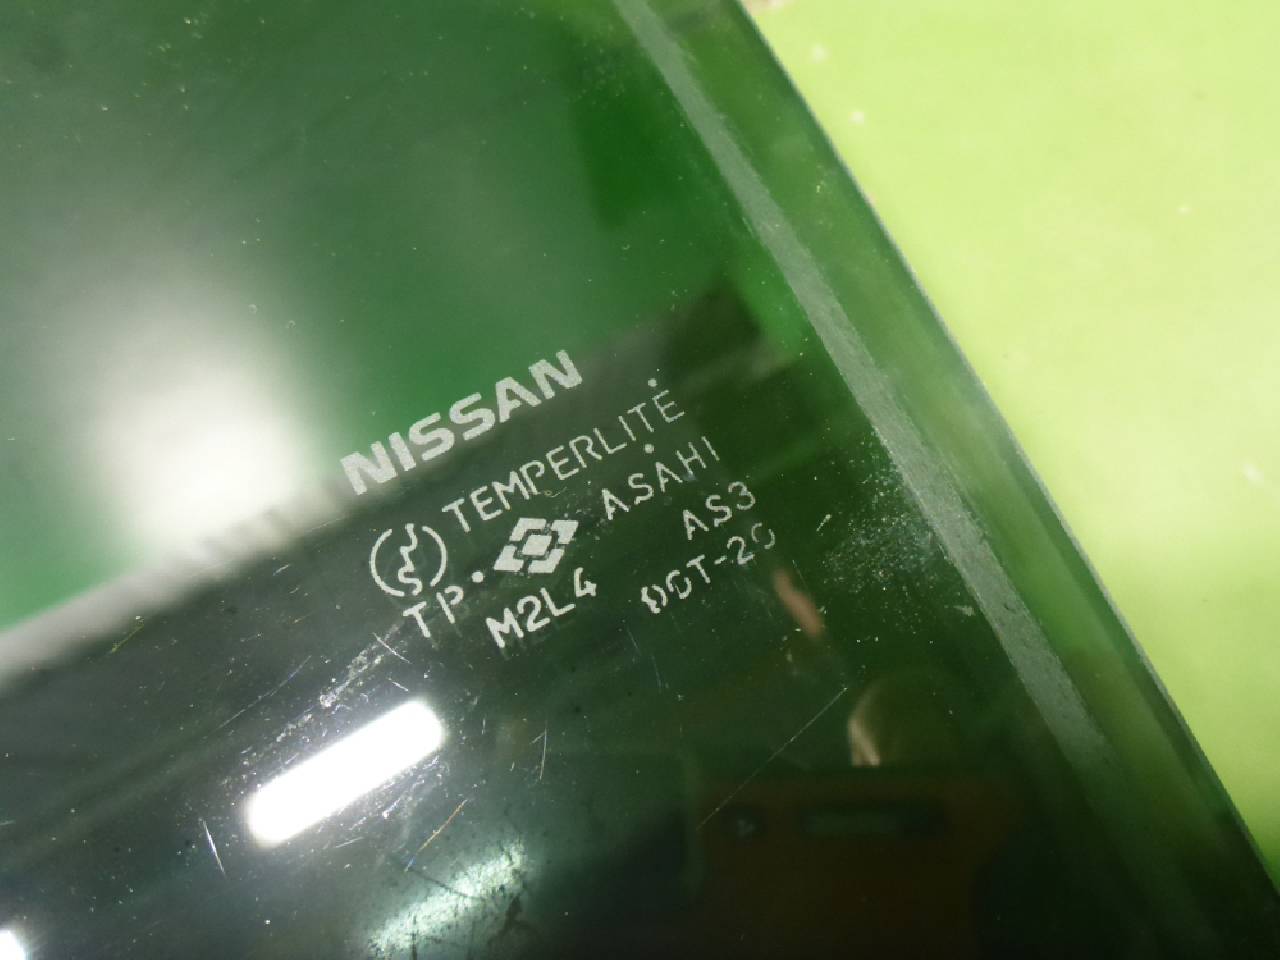 NISSAN
TEMPERLITE
TP. ASAHI
M2L4 AS3
DOT-20